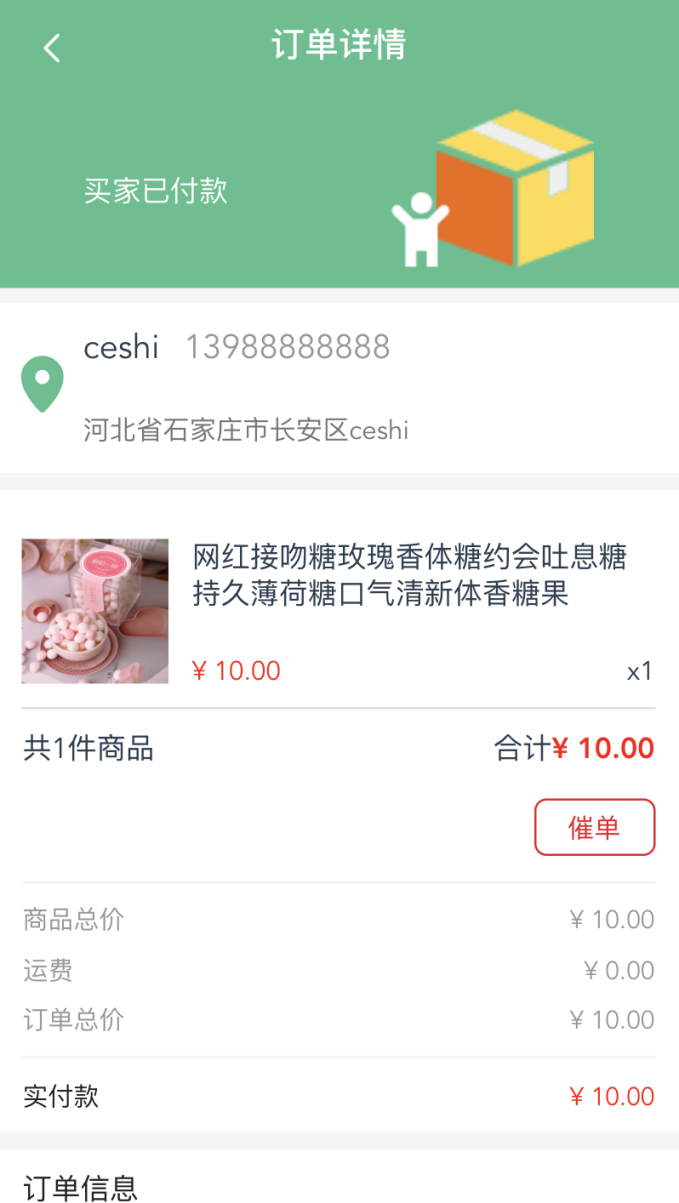 订单详情
买家已付款
ceshi 13988888888
河北省石家庄市长安区ceshi
网红接吻糖玫瑰香体糖约会吐息糖
持久薄荷糖口气清新体香糖果
¥ 10.00 x1
共1件商品 合计¥ 10.00
催单
商品总价 ¥ 10.00
运费 ¥ 0.00
订单总价 ¥ 10.00
实付款 ¥ 10.00
订单信息